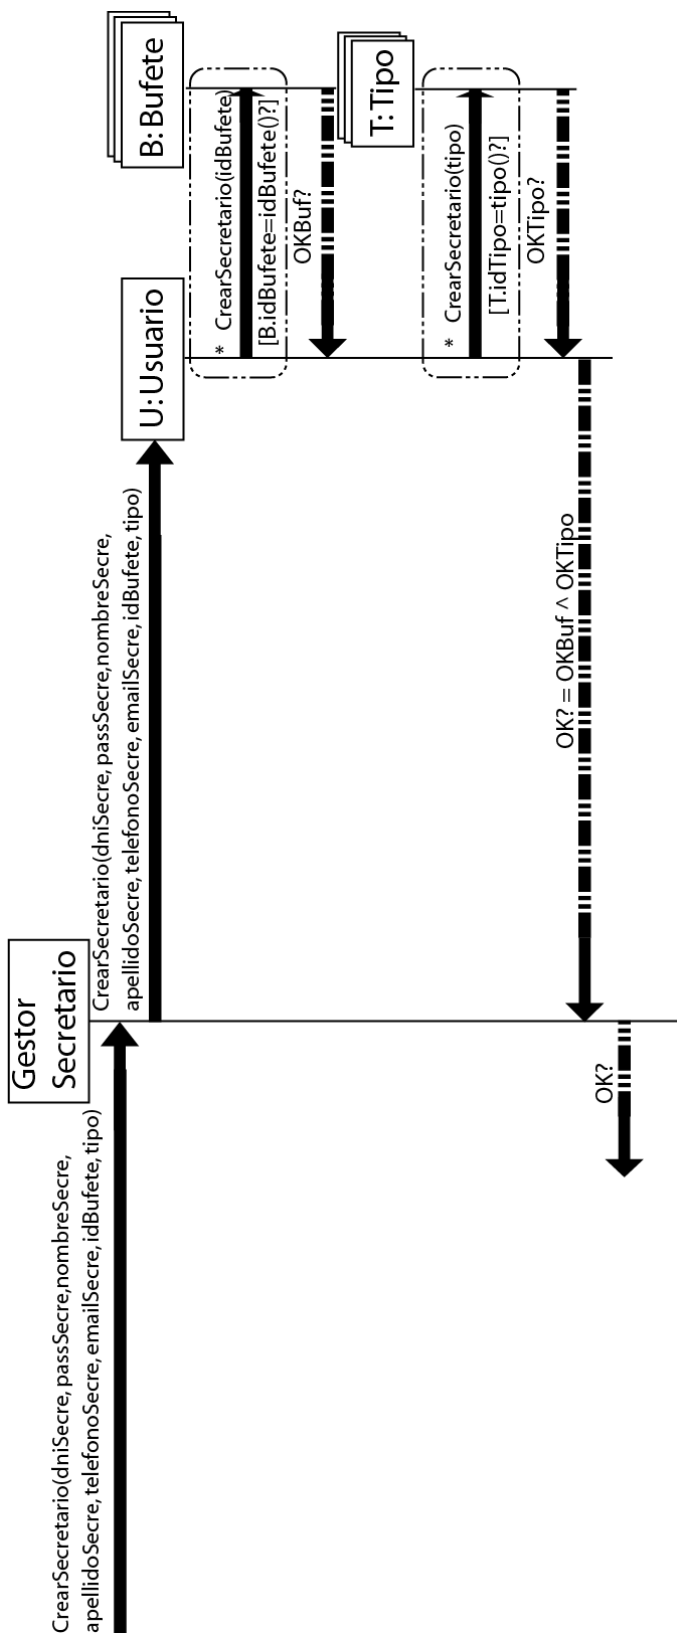 CrearSecretario(dniSecre, passSecre,nombreSecre,
apellidoSecre, telefonoSecre, emailSecre, idBufete, tipo)
Gestor
Secretario
CrearSecretario(dniSecre, passSecre,nombreSecre,
apellidoSecre, telefonoSecre, emailSecre, idBufete, tipo)
U:Usuario
B:Bufete
* CrearSecretario(idBufete)
[B.idBufete=idBufete()?]
OKBuf?
T:Tipo
* CrearSecretario(tipo)
[T.idTipo=tipo()?]
OKTipo?
OK? = OKBuf ^ OKTipo
OK?